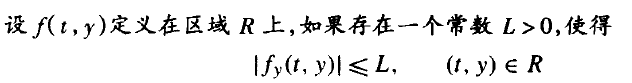 设 f(t,y)定义在区域 R 上,如果存在一个常数 L>0,使得
|f_y(t, y)| ⩽ L,　　(t, y) ∈ R